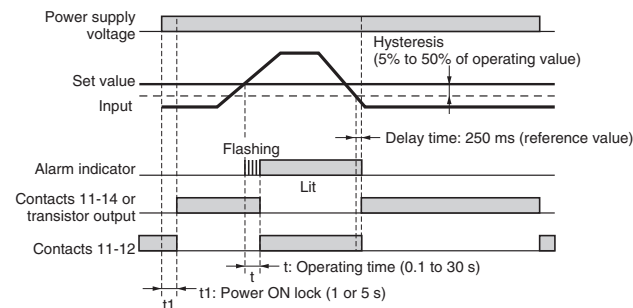 Power supply
voltage
Hysteresis
(5% to 50% of operating value)
Set value
Input
Delay time: 250 ms (reference value)
Flashing
Alarm indicator
Lit
Contacts 11-14 or
transistor output
Contacts 11-12
t
t: Operating time (0.1 to 30 s)
t1
t1: Power ON lock (1 or 5 s)